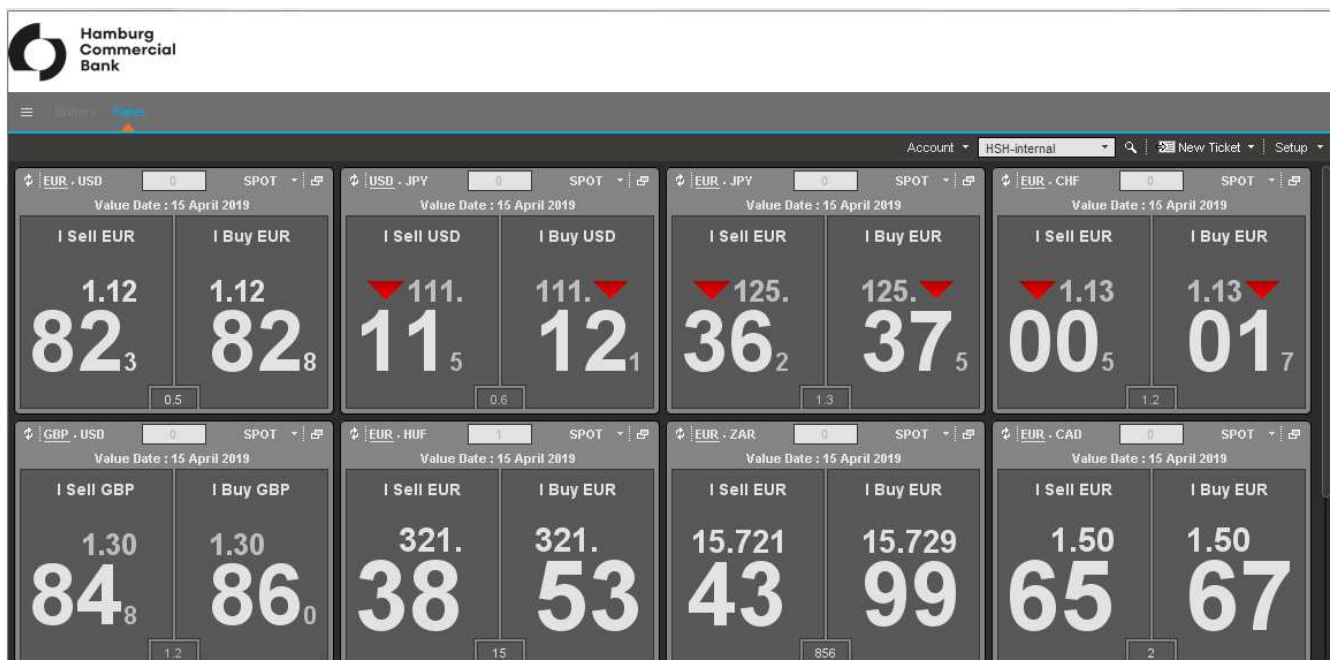 Hamburg
Commercial
Bank
Rates
Account HSH-internal New Ticket Setup
EUR . USD 0 SPOT
Value Date : 15 April 2019
I Sell EUR I Buy EUR
1.12 1.12
82 3 82 8
0.5
USD . JPY 0 SPOT
Value Date : 15 April 2019
I Sell USD I Buy USD
111. 111.
11 5 12 1
0.6
EUR . JPY 0 SPOT
Value Date : 15 April 2019
I Sell EUR I Buy EUR
125. 125.
36 2 37 5
1.3
EUR . CHF 0 SPOT
Value Date : 15 April 2019
I Sell EUR I Buy EUR
1.13 1.13
00 5 01 7
1.2
GBP . USD 0 SPOT
Value Date : 15 April 2019
I Sell GBP I Buy GBP
1.30 1.30
84 8 86 0
1.2
EUR . HUF 1 SPOT
Value Date : 15 April 2019
I Sell EUR I Buy EUR
321. 321.
38 53
15
EUR . ZAR 0 SPOT
Value Date : 15 April 2019
I Sell EUR I Buy EUR
15.721 15.729
43 99
856
EUR . CAD 0 SPOT
Value Date : 15 April 2019
I Sell EUR I Buy EUR
1.50 1.50
65 67
2